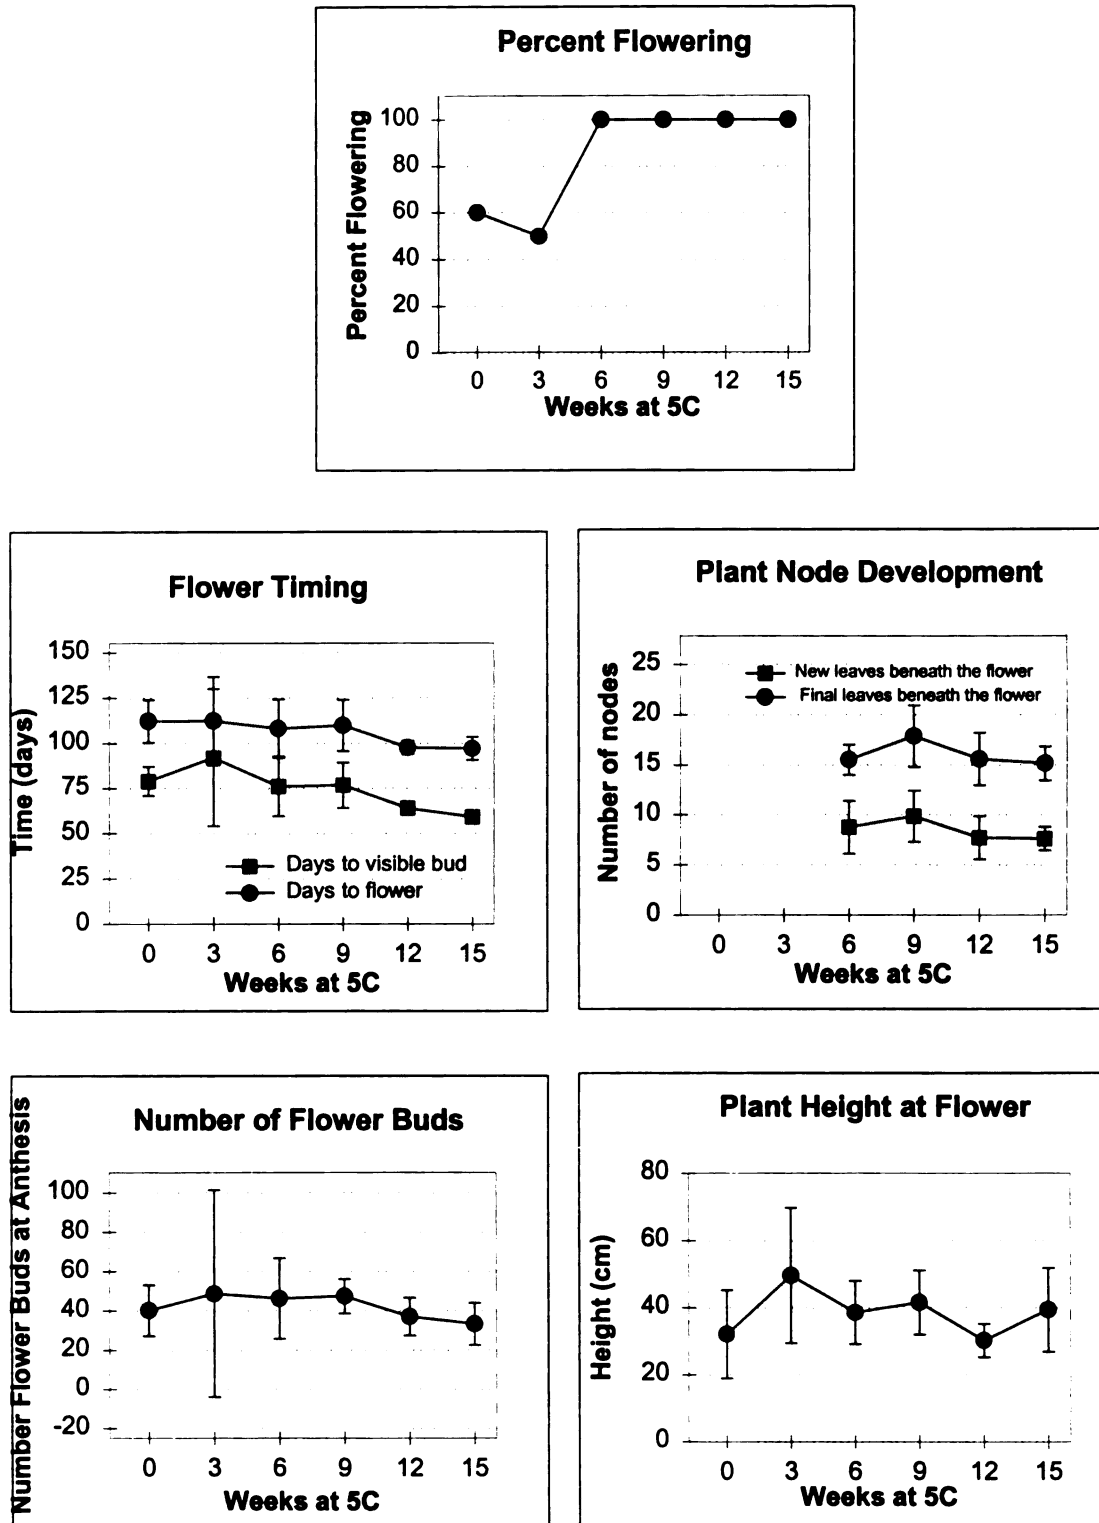 Percent Flowering
Percent Flowering
100
80
60
40
20
0
0 3 6 9 12 15
Weeks at 5C
Flower Timing
Time (days)
150
125
100
75
50
25
0
Days to visible bud
Days to flower
0 3 6 9 12 15
Weeks at 5C
Plant Node Development
Number of nodes
25
20
15
10
5
0
New leaves beneath the flower
Final leaves beneath the flower
0 3 6 9 12 15
Weeks at 5C
Number of Flower Buds
Number Flower Buds at Anthesis
100
80
60
40
20
0
-20
0 3 6 9 12 15
Weeks at 5C
Plant Height at Flower
Height (cm)
80
60
40
20
0
0 3 6 9 12 15
Weeks at 5C